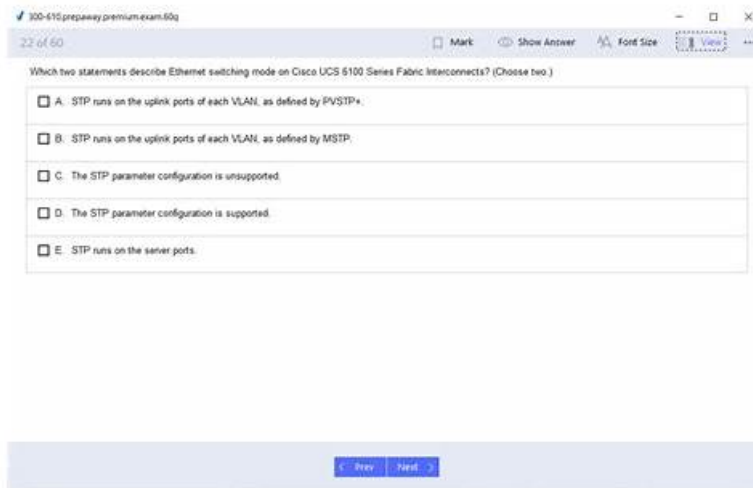 300-610.prepaway.premium.exam.60q
22 of 60
Mark
Show Answer
Font Size
View
Which two statements describe Ethernet switching mode on Cisco UCS 6100 Series Fabric Interconnects? (Choose two.)
A. STP runs on the uplink ports of each VLAN, as defined by PVSTP+.
B. STP runs on the uplink ports of each VLAN, as defined by MSTP.
C. The STP parameter configuration is unsupported.
D. The STP parameter configuration is supported.
E. STP runs on the server ports.
Prev
Next